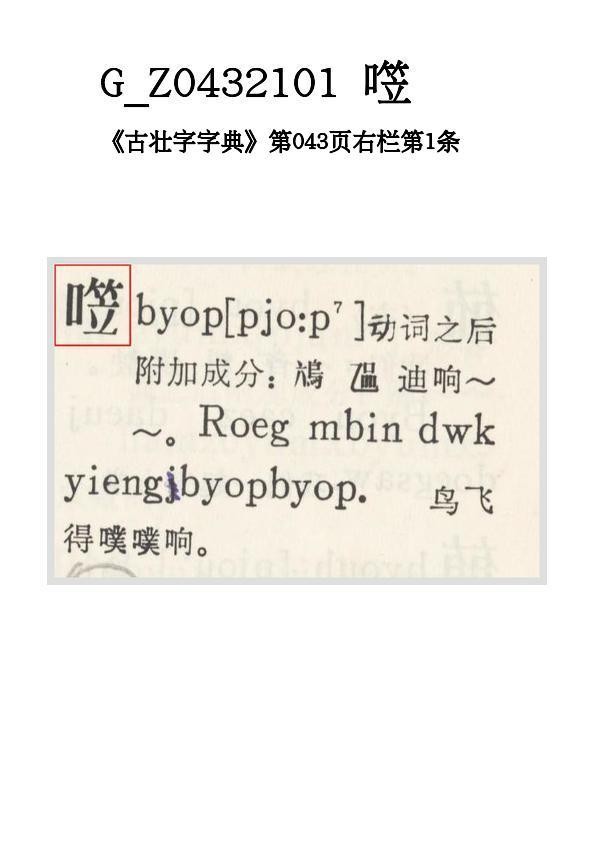 G_Z0432101 噔
《古壮字字典》第043页右栏第1条
byop[pjo:p⁷]动词之后
附加成分： 迪响～
～。Roeg mbin dwk
yiengjbyopbyop. 鸟飞
得噗噗响。